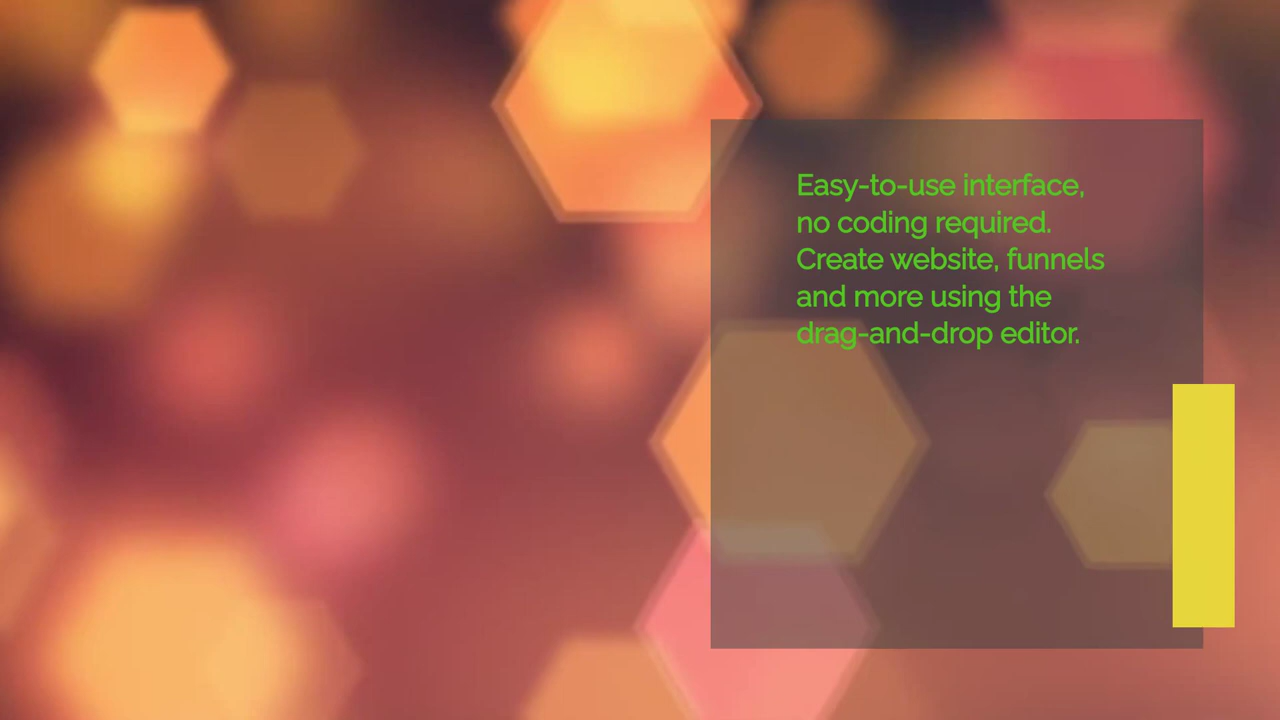 Easy-to-use interface,
no coding required.
Create website, funnels
and more using the
drag-and-drop editor.